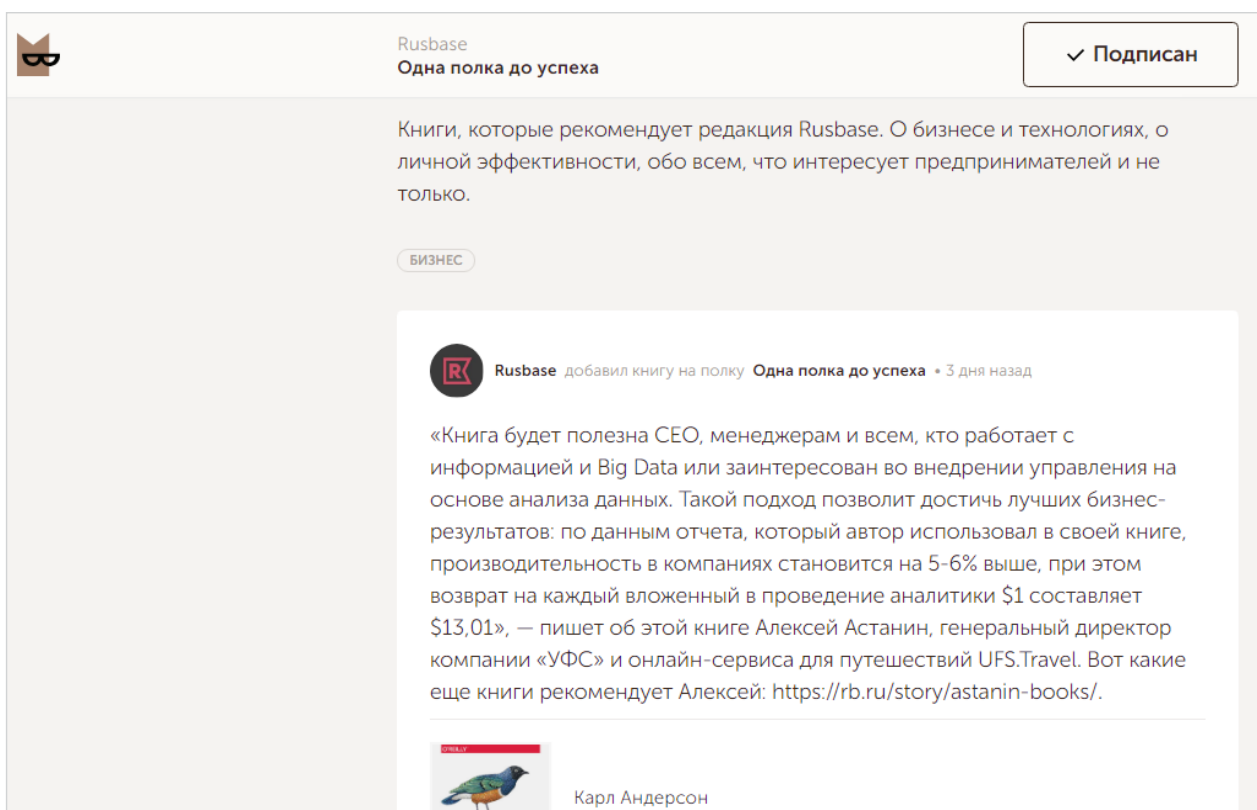 Rusbase
Одна полка до успеха
✓ Подписан
Книги, которые рекомендует редакция Rusbase. О бизнесе и технологиях, о
личной эффективности, обо всем, что интересует предпринимателей и не
только.
БИЗНЕС
Rusbase добавил книгу на полку Одна полка до успеха • 3 дня назад
«Книга будет полезна CEO, менеджерам и всем, кто работает с
информацией и Big Data или заинтересован во внедрении управления на
основе анализа данных. Такой подход позволит достичь лучших бизнес-
результатов: по данным отчета, который автор использовал в своей книге,
производительность в компаниях становится на 5-6% выше, при этом
возврат на каждый вложенный в проведение аналитики $1 составляет
$13,01», — пишет об этой книге Алексей Астанин, генеральный директор
компании «УФС» и онлайн-сервиса для путешествий UFS.Travel. Вот какие
еще книги рекомендует Алексей: https://rb.ru/story/astanin-books/.
O'REILLY
Карл Андерсон